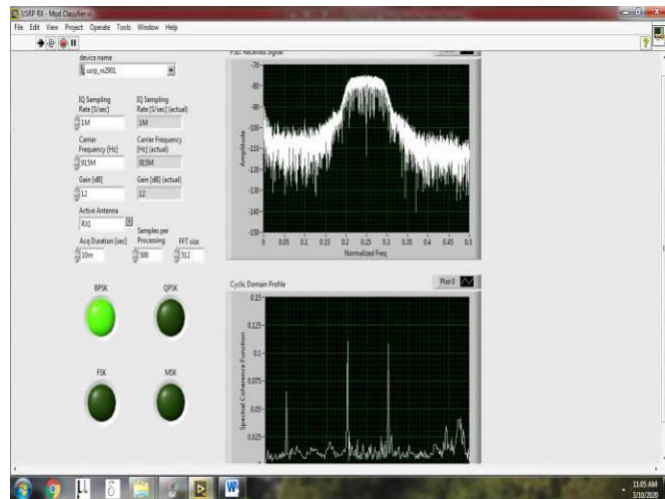 USRP RX - Mod Classifier.vi
File Edit View Project Operate Tools Window Help
device name
usrp_ni2901
IQ Sampling Rate [S/sec]
1M
IQ Sampling Rate [S/sec] (actual)
1M
Carrier Frequency [Hz]
915M
Carrier Frequency [Hz] (actual)
915M
Gain [dB]
12
Gain [dB] (actual)
12
Active Antenna
RX1
Acq Duration [sec]
10m
Samples per Processing
500
FFT size
512
BPSK
QPSK
FSK
MSK
PSD Received Signal
Amplitude
-70
-80
-90
-100
-110
-120
-130
-140
-150
0 0.05 0.1 0.15 0.2 0.25 0.3 0.35 0.4 0.45 0.5
Normalized Freq
Cyclic Domain Profile
Plot 0
Spectral Coherence Function
0.15
0.125
0.1
0.075
0.05
0.025
11:05 AM
3/10/2020